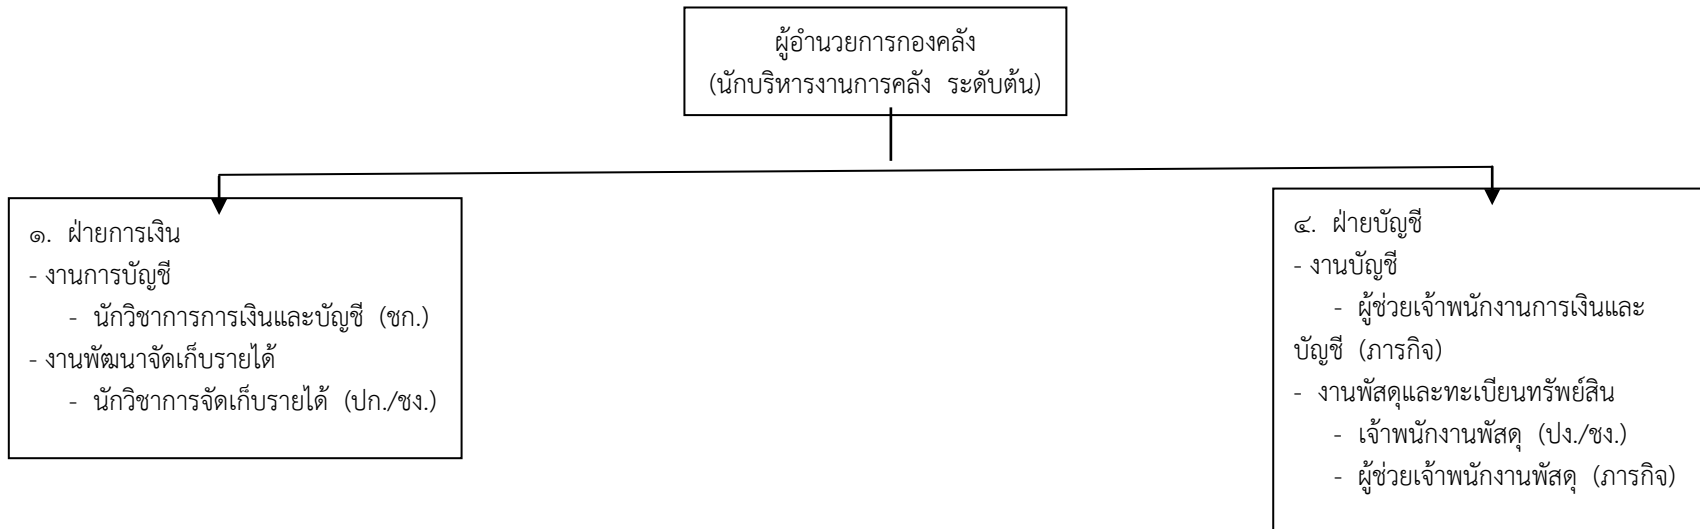 ผู้อำนวยการกองคลัง
(นักบริหารงานการคลัง ระดับต้น)
๑. ฝ่ายการเงิน
- งานการบัญชี
- นักวิชาการการเงินและบัญชี (ชก.)
- งานพัฒนาจัดเก็บรายได้
- นักวิชาการจัดเก็บรายได้ (ปก./ชง.)
๔. ฝ่ายบัญชี
- งานบัญชี
- ผู้ช่วยเจ้าพนักงานการเงินและ
บัญชี (ภารกิจ)
- งานพัสดุและทะเบียนทรัพย์สิน
- เจ้าพนักงานพัสดุ (ปง./ชง.)
- ผู้ช่วยเจ้าพนักงานพัสดุ (ภารกิจ)